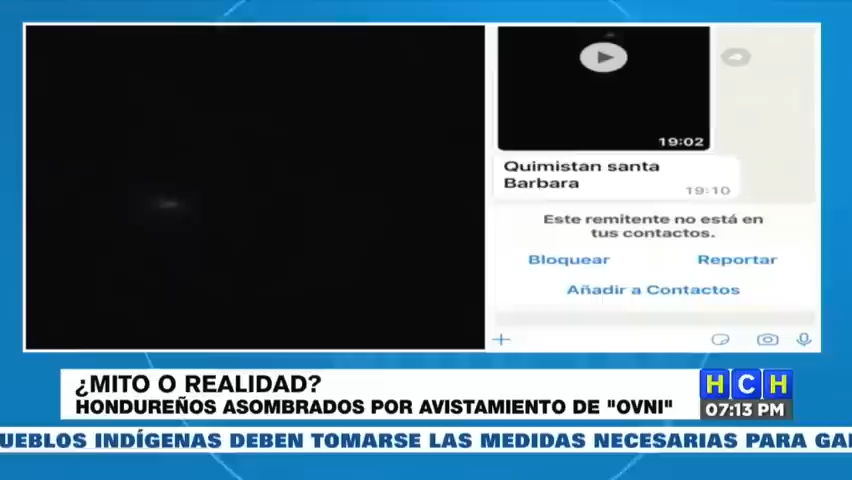 19:02
Quimistan santa
Barbara
19:10
Este remitente no está en
tus contactos.
Bloquear
Reportar
Añadir a Contactos
¿MITO O REALIDAD?
HONDUREÑOS ASOMBRADOS POR AVISTAMIENTO DE "OVNI"
HCH
07:13 PM
UEBLOS INDÍGENAS DEBEN TOMARSE LAS MEDIDAS NECESARIAS PARA GA